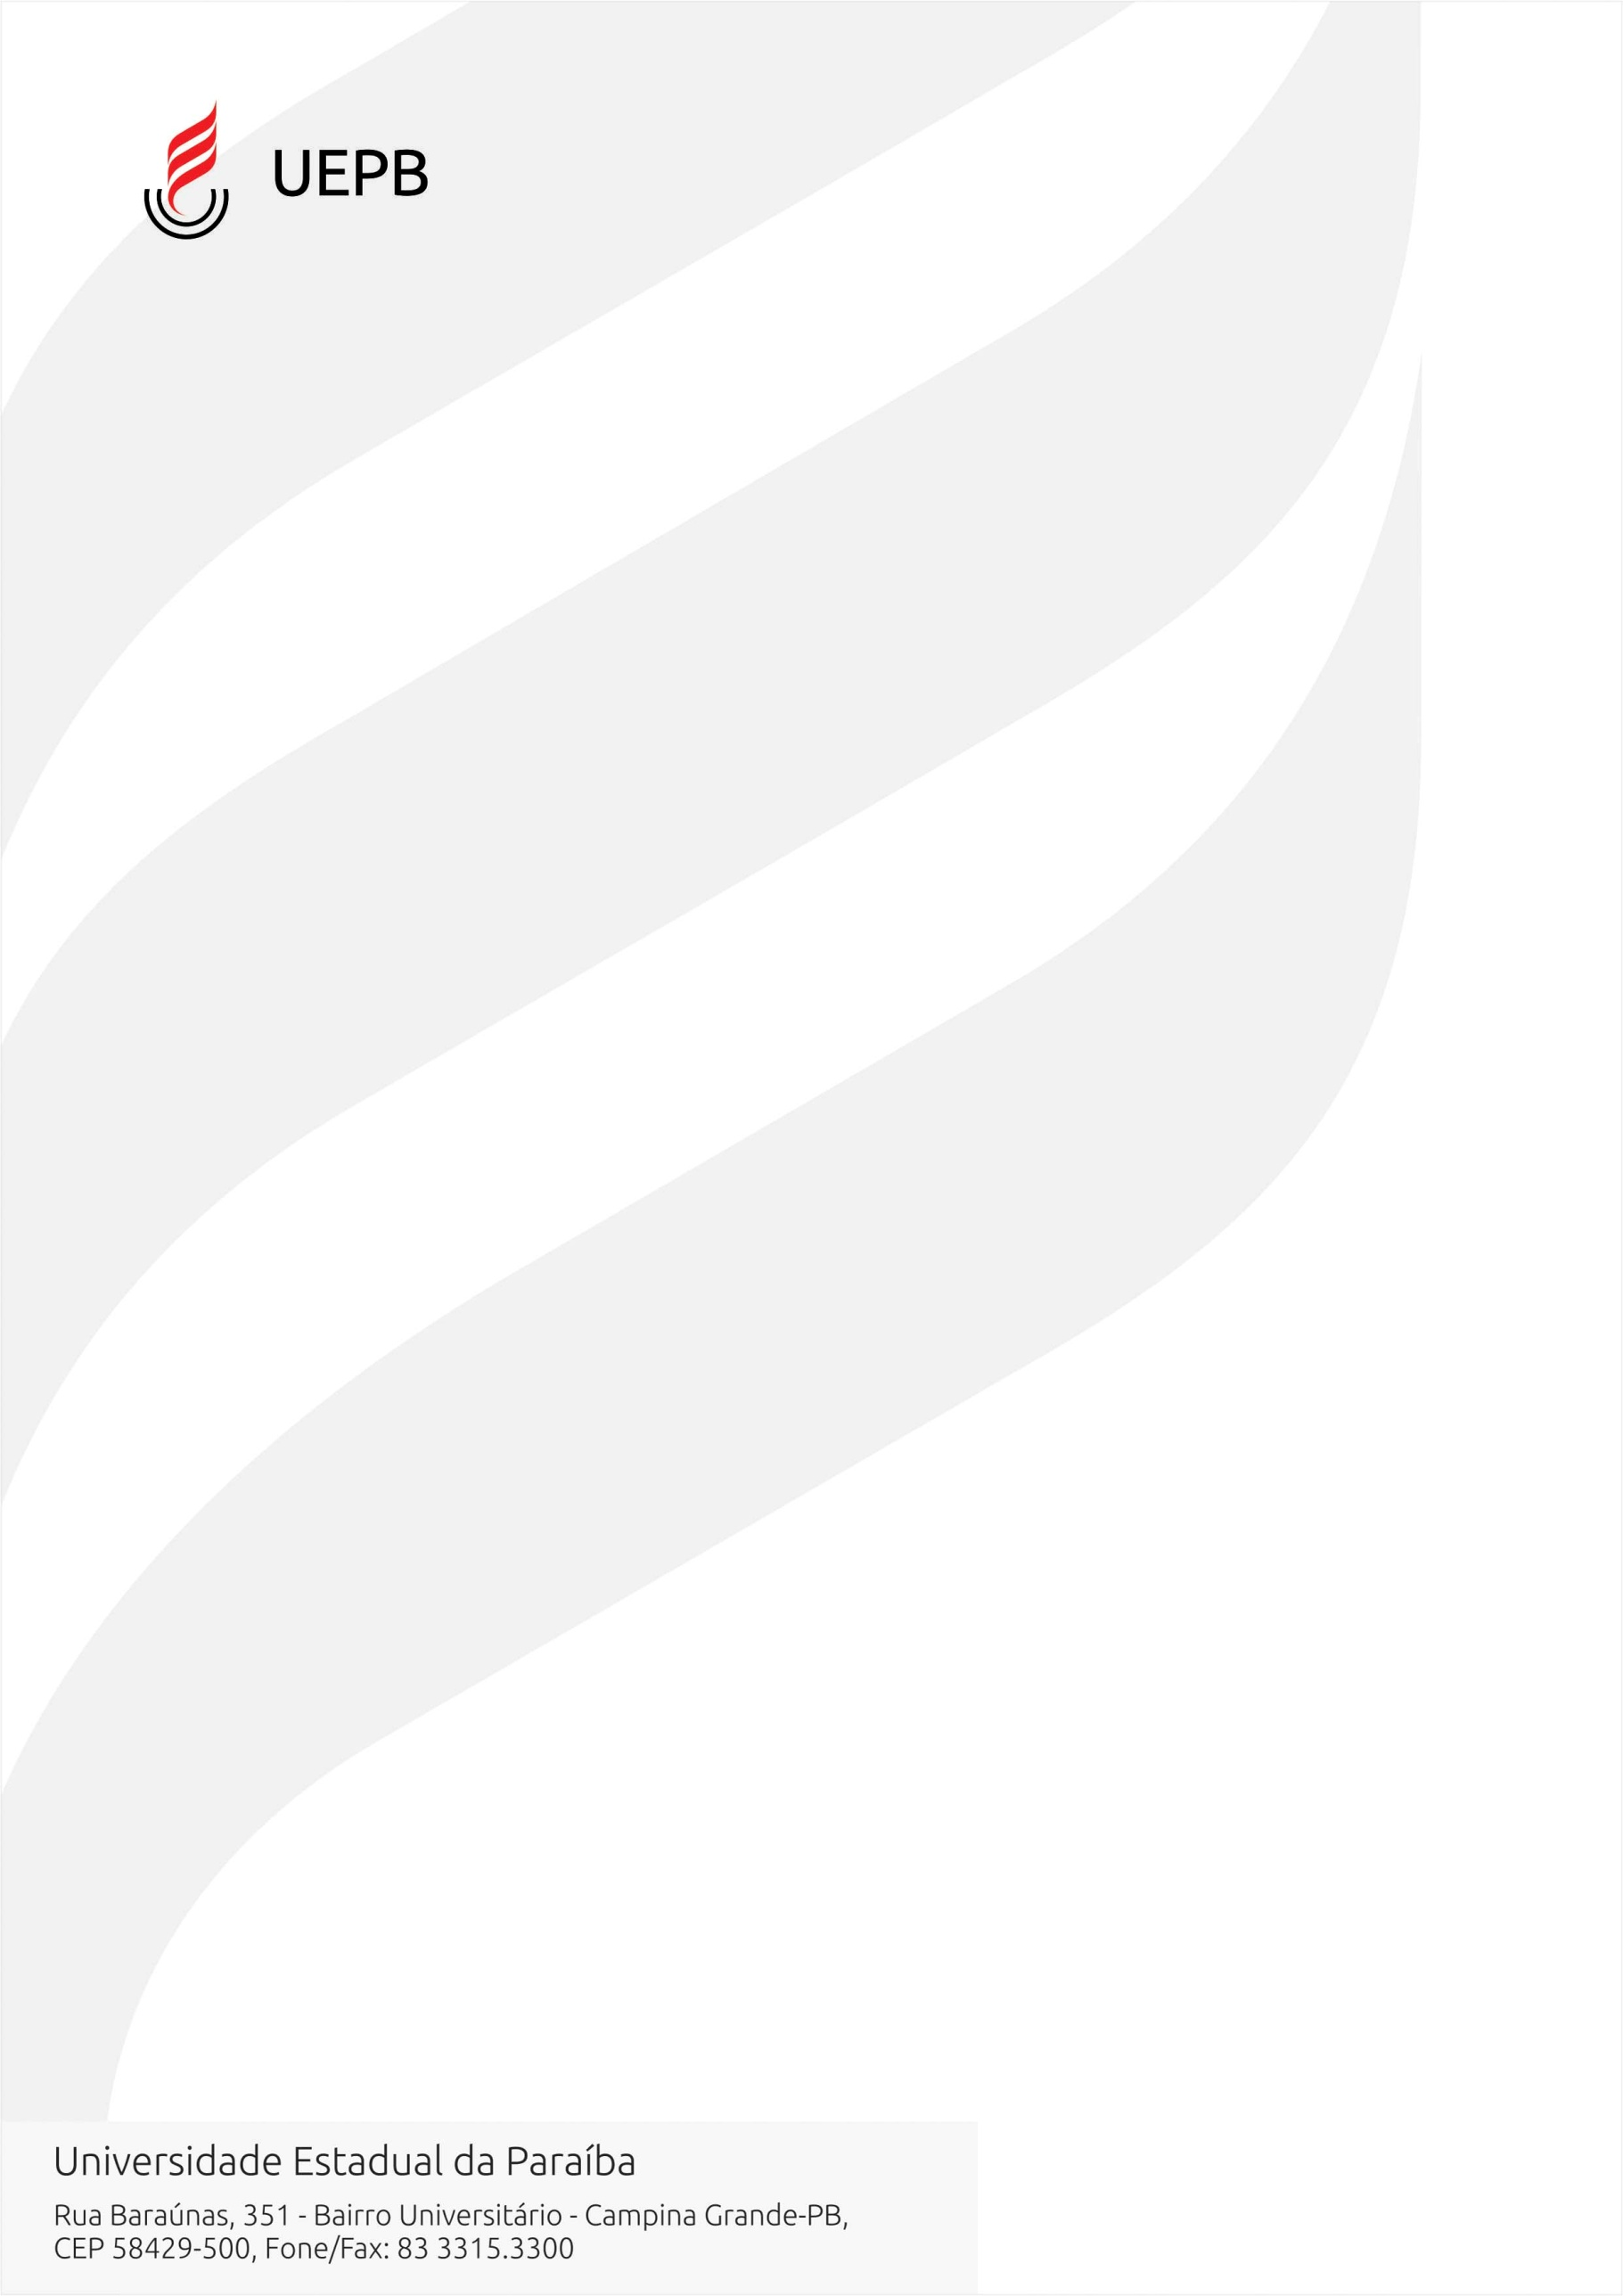 UEPB
Universidade Estadual da Paraíba
Rua Baraúnas, 351 - Bairro Universitário - Campina Grande-PB,
CEP 58429-500, Fone/Fax: 83 3315.3300